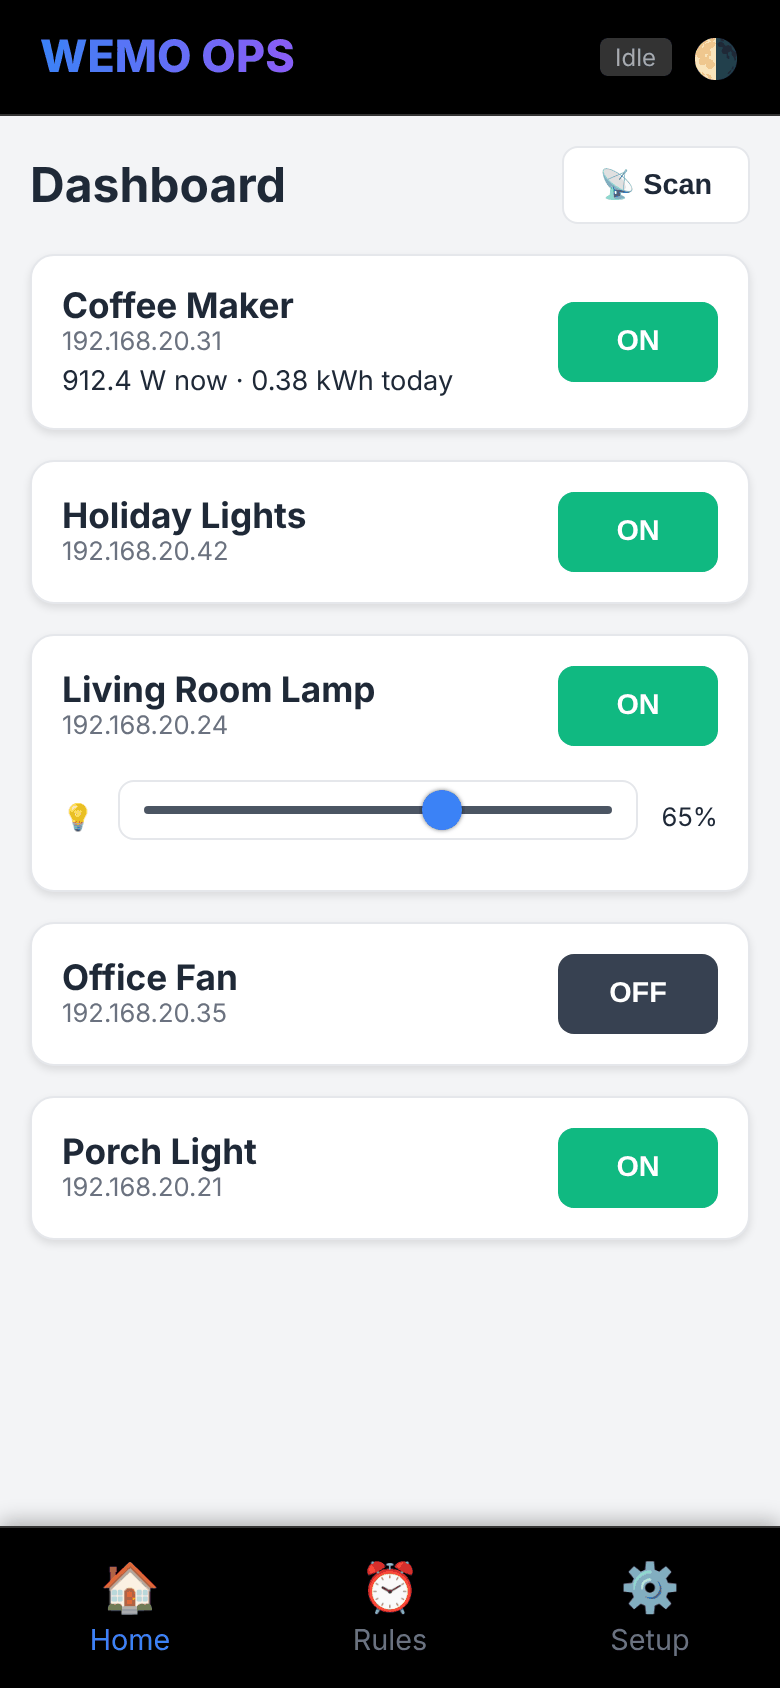 WEMO OPS
Idle
Dashboard
Scan
Coffee Maker
192.168.20.31
912.4 W now · 0.38 kWh today
ON
Holiday Lights
192.168.20.42
ON
Living Room Lamp
192.168.20.24
ON
65%
Office Fan
192.168.20.35
OFF
Porch Light
192.168.20.21
ON
Home
Rules
Setup